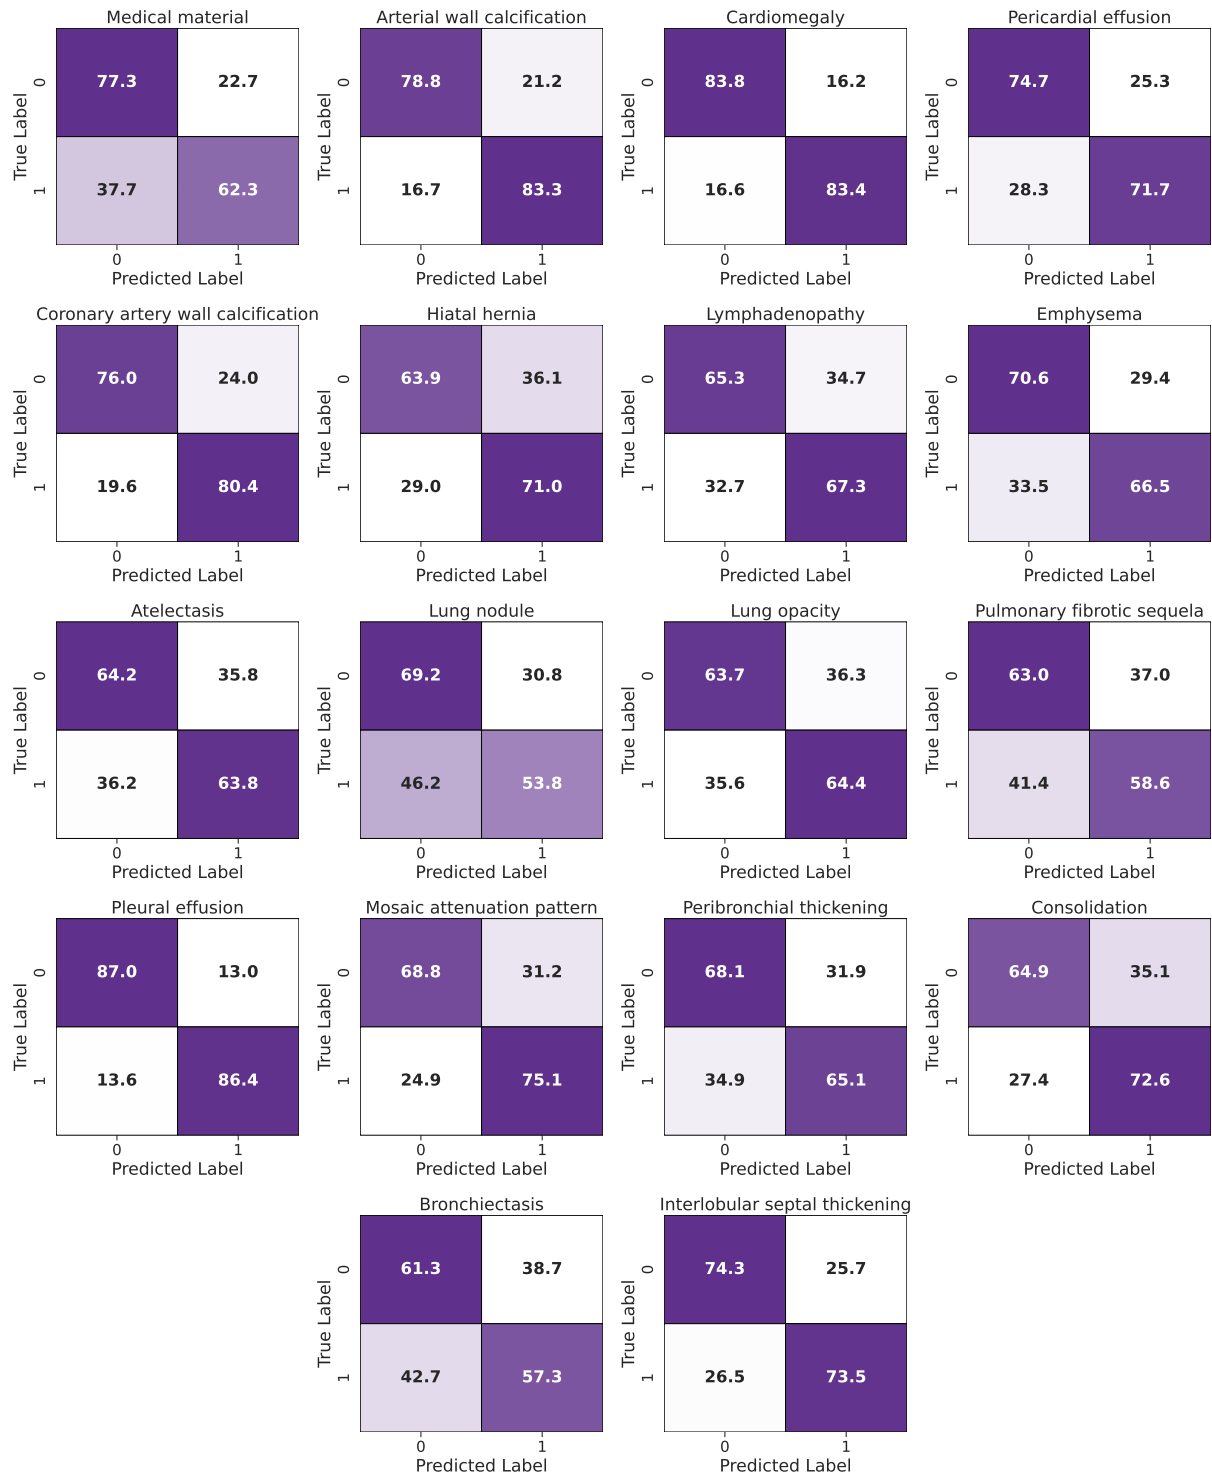 Medical material
True Label
0
77.3 22.7
1
37.7 62.3
0 1
Predicted Label
Arterial wall calcification
True Label
0
78.8 21.2
1
16.7 83.3
0 1
Predicted Label
Cardiomegaly
True Label
0
83.8 16.2
1
16.6 83.4
0 1
Predicted Label
Pericardial effusion
True Label
0
74.7 25.3
1
28.3 71.7
0 1
Predicted Label
Coronary artery wall calcification
True Label
0
76.0 24.0
1
19.6 80.4
0 1
Predicted Label
Hiatal hernia
True Label
0
63.9 36.1
1
29.0 71.0
0 1
Predicted Label
Lymphadenopathy
True Label
0
65.3 34.7
1
32.7 67.3
0 1
Predicted Label
Emphysema
True Label
0
70.6 29.4
1
33.5 66.5
0 1
Predicted Label
Atelectasis
True Label
0
64.2 35.8
1
36.2 63.8
0 1
Predicted Label
Lung nodule
True Label
0
69.2 30.8
1
46.2 53.8
0 1
Predicted Label
Lung opacity
True Label
0
63.7 36.3
1
35.6 64.4
0 1
Predicted Label
Pulmonary fibrotic sequela
True Label
0
63.0 37.0
1
41.4 58.6
0 1
Predicted Label
Pleural effusion
True Label
0
87.0 13.0
1
13.6 86.4
0 1
Predicted Label
Mosaic attenuation pattern
True Label
0
68.8 31.2
1
24.9 75.1
0 1
Predicted Label
Peribronchial thickening
True Label
0
68.1 31.9
1
34.9 65.1
0 1
Predicted Label
Consolidation
True Label
0
64.9 35.1
1
27.4 72.6
0 1
Predicted Label
Bronchiectasis
True Label
0
61.3 38.7
1
42.7 57.3
0 1
Predicted Label
Interlobular septal thickening
True Label
0
74.3 25.7
1
26.5 73.5
0 1
Predicted Label